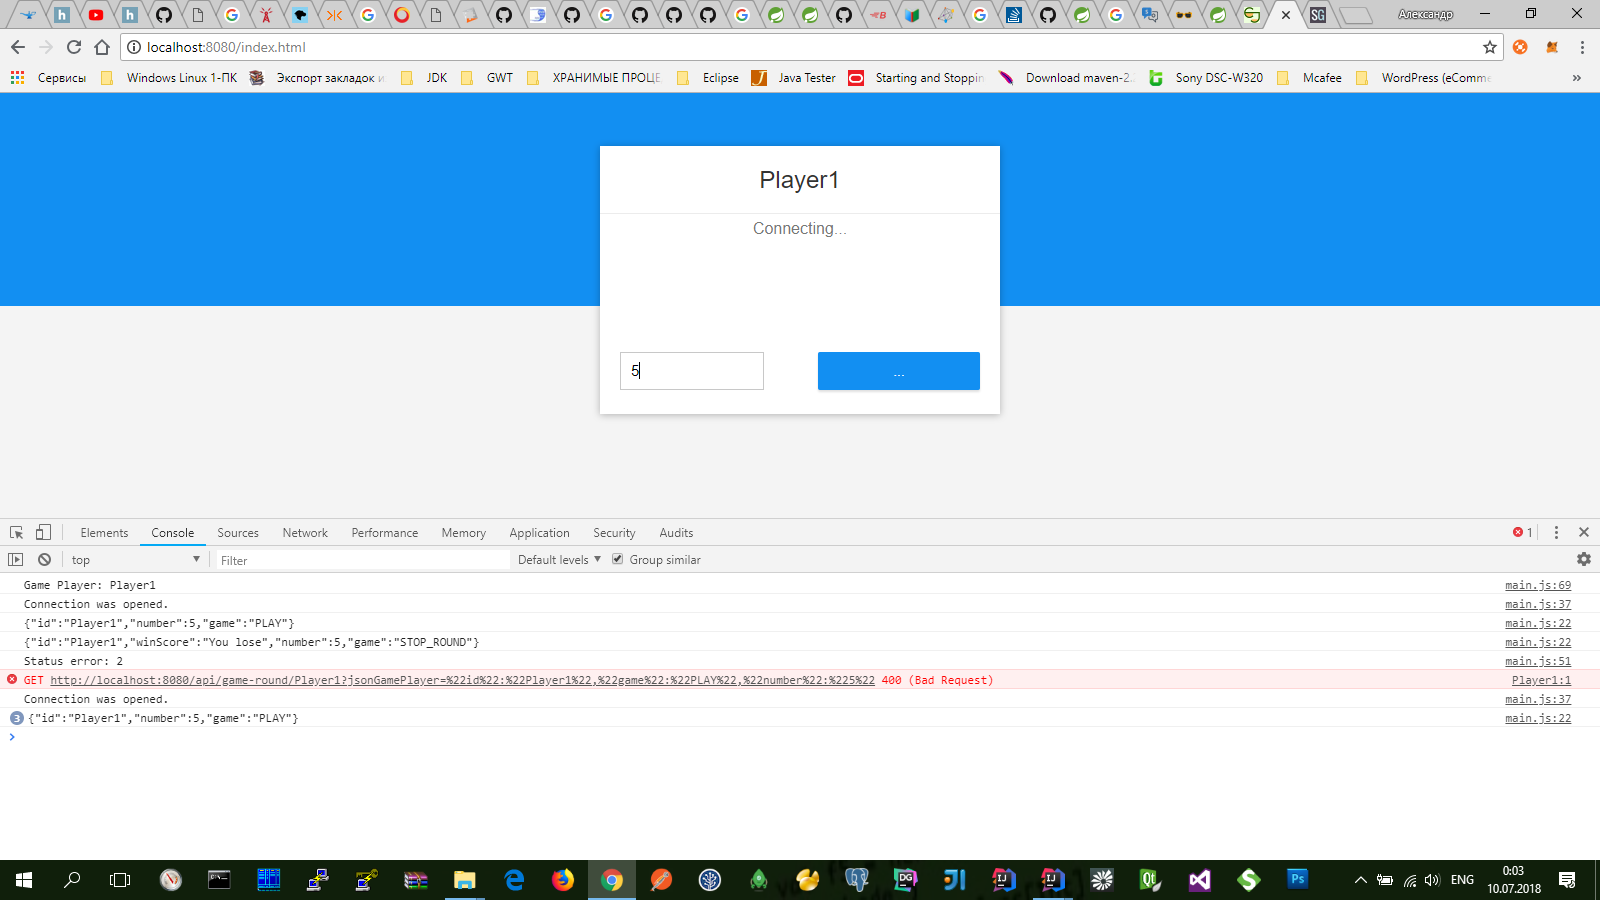 Александр
localhost:8080/index.html
Сервисы
Windows Linux 1-ПК
Экспорт закладок и
JDK
GWT
ХРАНИМЫЕ ПРОЦЕ
Eclipse
Java Tester
Starting and Stoppin
Download maven-2.
Sony DSC-W320
Mcafee
WordPress (eComme
»
Player1
Connecting...
5
...
Elements Console Sources Network Performance Memory Application Security Audits
1
top
Filter
Default levels
Group similar
Game Player: Player1 main.js:69
Connection was opened. main.js:37
{"id":"Player1","number":5,"game":"PLAY"} main.js:22
{"id":"Player1","winScore":"You lose","number":5,"game":"STOP_ROUND"} main.js:22
Status error: 2 main.js:51
GET http://localhost:8080/api/game-round/Player1?jsonGamePlayer=%22id%22:%22Player1%22,%22game%22:%22PLAY%22,%22number%22:%225%22 400 (Bad Request) Player1:1
Connection was opened. main.js:37
3 {"id":"Player1","number":5,"game":"PLAY"} main.js:22
ENG
0:03
10.07.2018